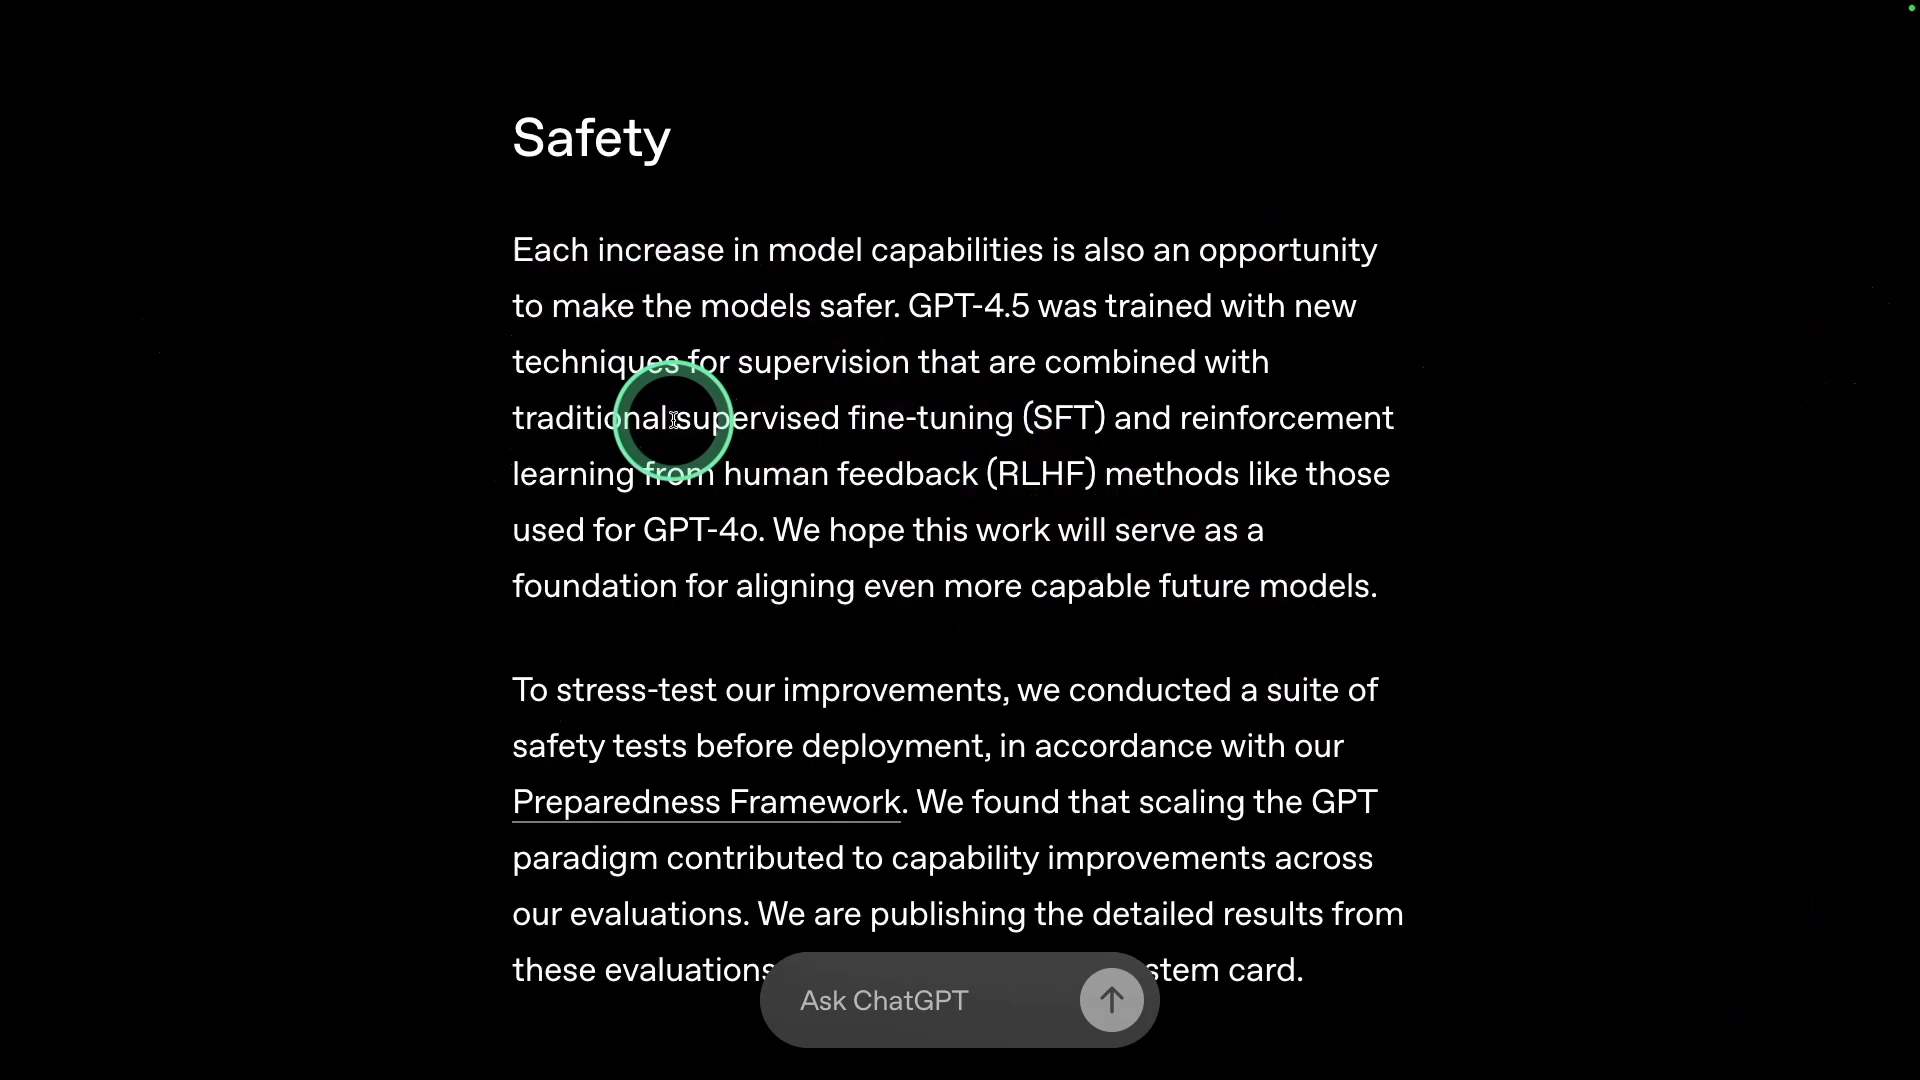 Safety
Each increase in model capabilities is also an opportunity
to make the models safer. GPT-4.5 was trained with new
techniques for supervision that are combined with
traditional supervised fine-tuning (SFT) and reinforcement
learning from human feedback (RLHF) methods like those
used for GPT-4o. We hope this work will serve as a
foundation for aligning even more capable future models.
To stress-test our improvements, we conducted a suite of
safety tests before deployment, in accordance with our
Preparedness Framework. We found that scaling the GPT
paradigm contributed to capability improvements across
our evaluations. We are publishing the detailed results from
these evaluations stem card.
Ask ChatGPT